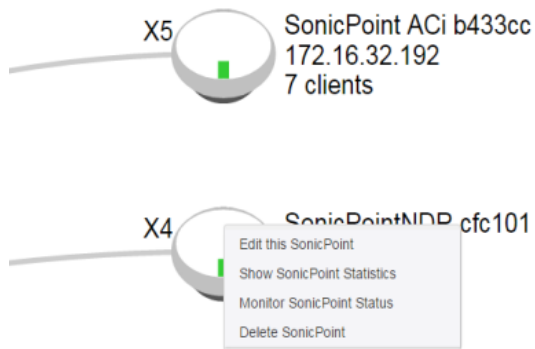 X5
SonicPoint ACi b433cc
172.16.32.192
7 clients
X4
SonicPointNDR cfc101
Edit this SonicPoint
Show SonicPoint Statistics
Monitor SonicPoint Status
Delete SonicPoint